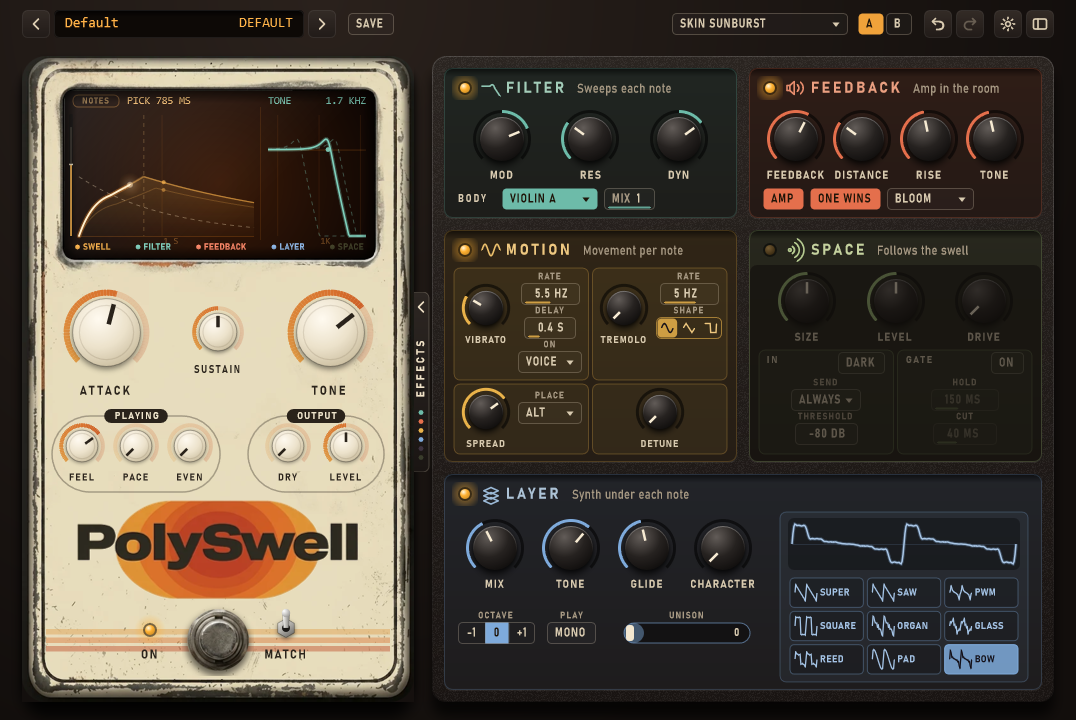 Default DEFAULT SAVE SKIN SUNBURST A B
NOTES PICK 785 MS TONE 1.7 KHZ
1K
SWELL FILTER FEEDBACK LAYER SPACE
ATTACK SUSTAIN TONE
PLAYING OUTPUT
FEEL PACE EVEN DRY LEVEL
PolySwell
ON MATCH
EFFECTS
FILTER Sweeps each note
MOD RES DYN
BODY VIOLIN A MIX 1
FEEDBACK Amp in the room
FEEDBACK DISTANCE RISE TONE
AMP ONE WINS BLOOM
MOTION Movement per note
VIBRATO
RATE
5.5 HZ
DELAY
0.4 S
ON
VOICE
TREMOLO
RATE
5 HZ
SHAPE
SPREAD
PLACE
ALT
DETUNE
SPACE Follows the swell
SIZE LEVEL DRIVE
IN DARK
SEND
ALWAYS
THRESHOLD
-80 DB
GATE ON
HOLD
150 MS
CUT
40 MS
LAYER Synth under each note
MIX TONE GLIDE CHARACTER
OCTAVE PLAY UNISON
-1 0 +1 MONO 0
SUPER SAW PWM
SQUARE ORGAN GLASS
REED PAD BOW